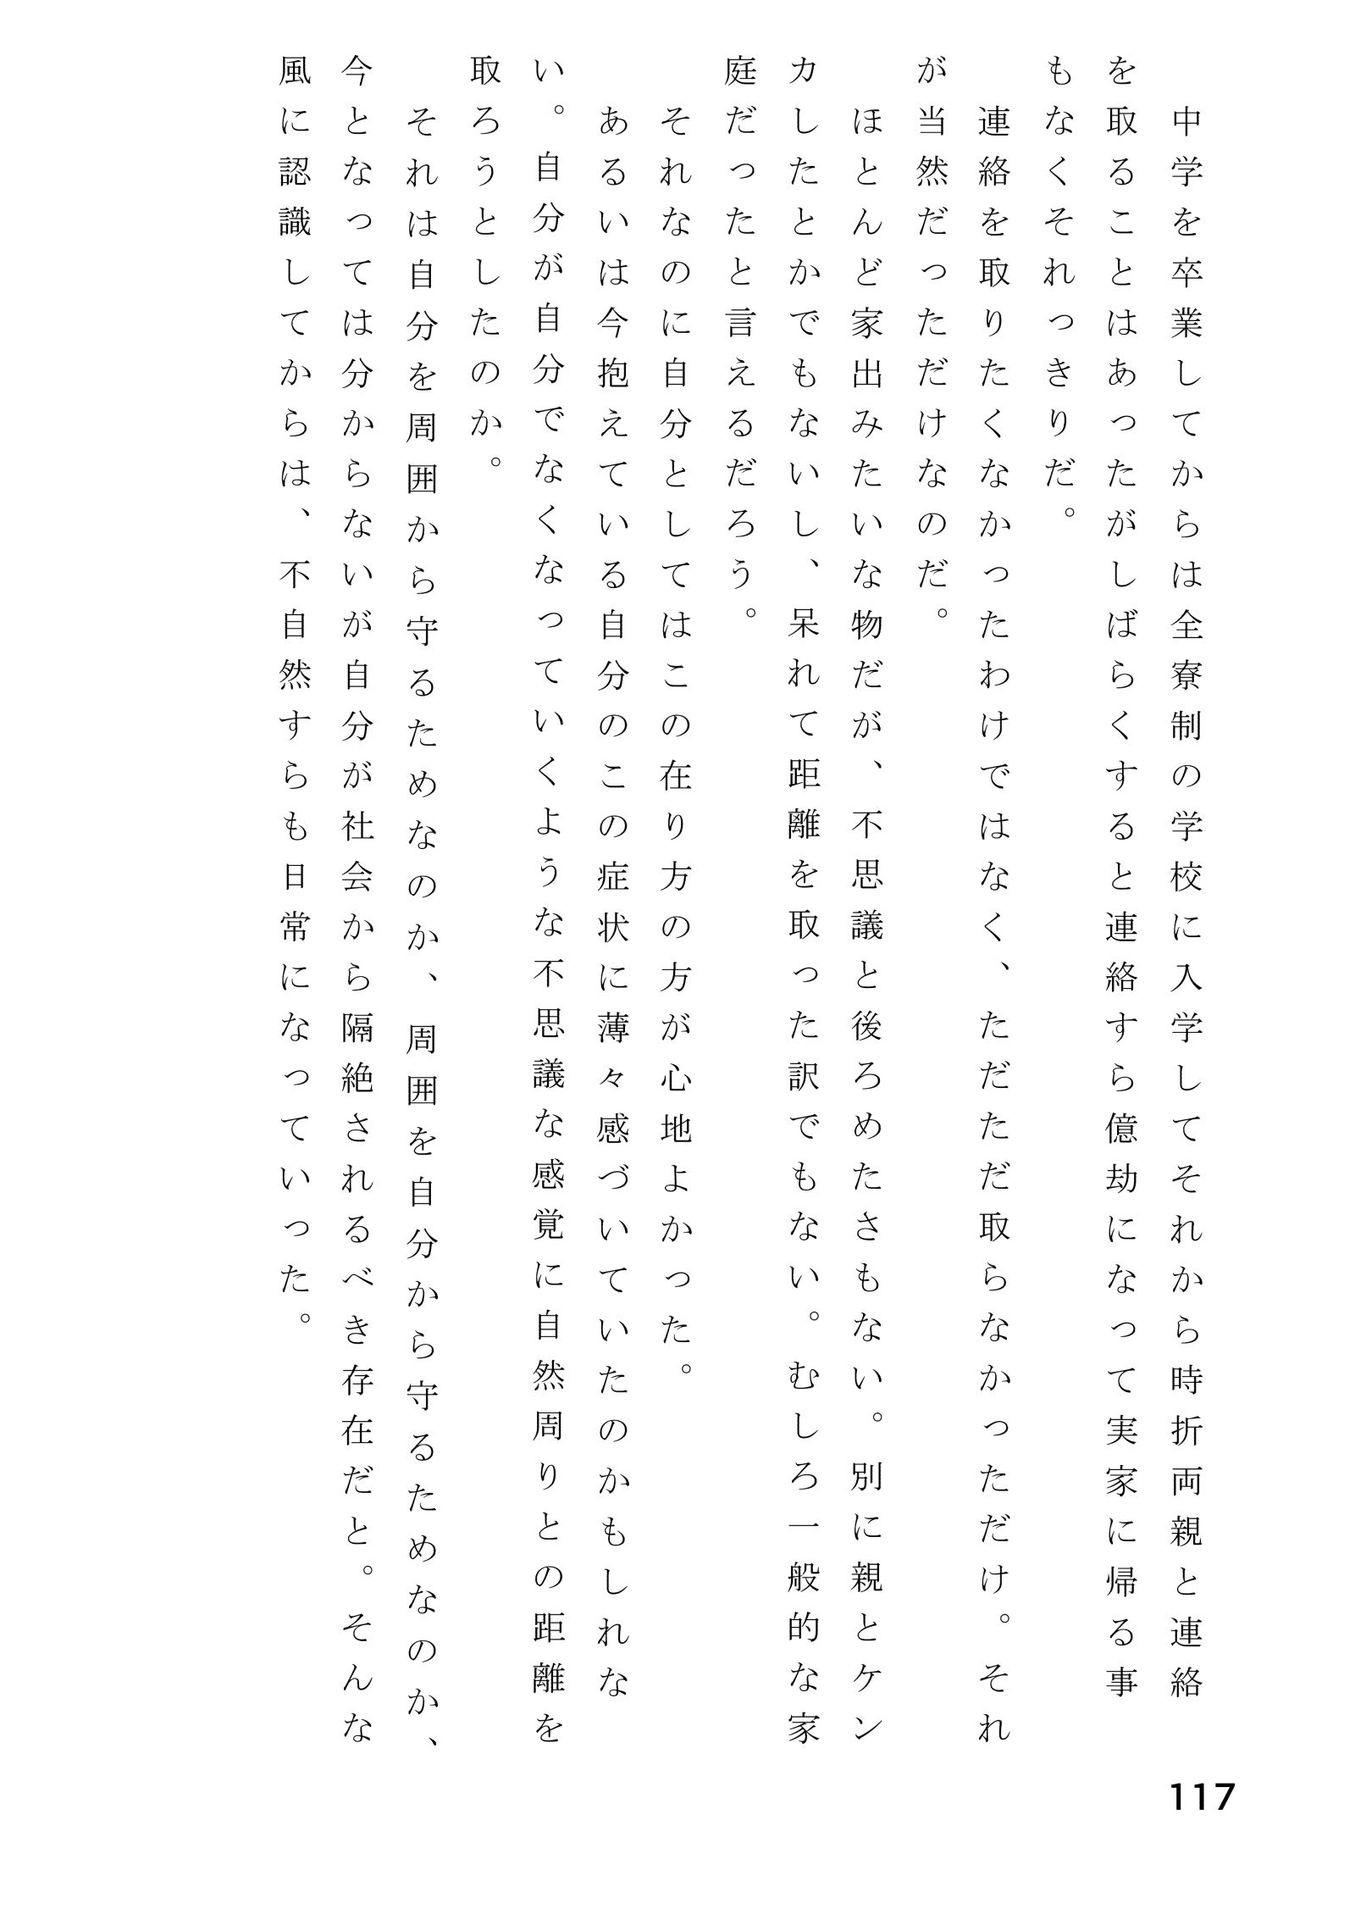 中学を卒業してからは全寮制の学校に入学してそれから時折両親と連絡
を取ることはあったがしばらくすると連絡すら億劫になって実家に帰る事
もなくそれっきりだ。
連絡を取りたくなかったわけではなく、ただただ取らなかっただけ。それ
が当然だっただけなのだ。
ほとんど家出みたいな物だが、不思議と後ろめたさもない。別に親とケン
カしたとかでもないし、呆れて距離を取った訳でもない。むしろ一般的な家
庭だったと言えるだろう。
それなのに自分としてはこの在り方の方が心地よかった。
あるいは今抱えている自分のこの症状に薄々感づいていたのかもしれな
い。自分が自分でなくなっていくような不思議な感覚に自然周りとの距離を
取ろうとしたのか。
それは自分を周囲から守るためなのか、周囲を自分から守るためなのか、
今となっては分からないが自分が社会から隔絶されるべき存在だと。そんな
風に認識してからは、不自然すらも日常になっていった。
117